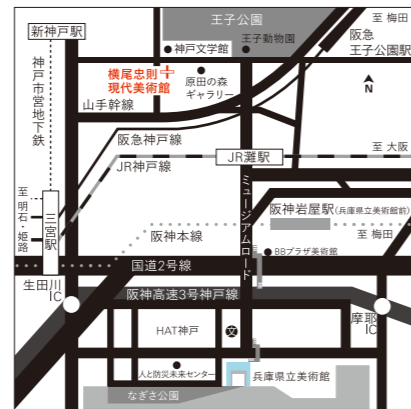 王子公園
至 梅田
新神戸駅
神戸文学館
王子動物園
阪急
王子公園駅
横尾忠則
現代美術館
原田の森
ギャラリー
N
神戸市営地下鉄
山手幹線
阪急神戸線
JR神戸線
JR灘駅
至 大阪
ミュージアムロード
至 明石・姫路
三宮駅
阪神岩屋駅(兵庫県立美術館前)
阪神本線
至 梅田
BBプラザ美術館
国道2号線
生田川
IC
阪神高速3号神戸線
摩耶
IC
HAT神戸
文
人と防災未来センター
兵庫県立美術館
なぎさ公園